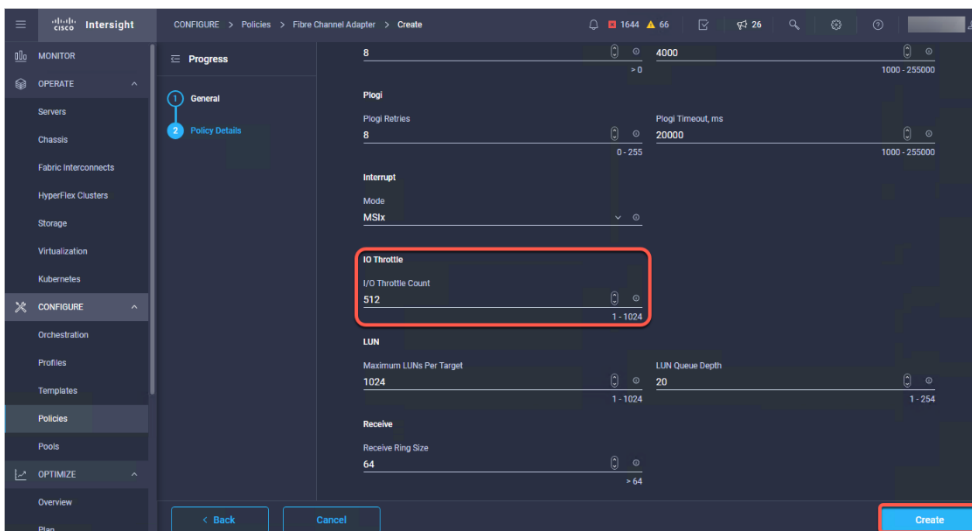 cisco Intersight
CONFIGURE > Policies > Fibre Channel Adapter > Create
1644 66 26
MONITOR
OPERATE
Servers
Chassis
Fabric Interconnects
HyperFlex Clusters
Storage
Virtualization
Kubernetes
CONFIGURE
Orchestration
Profiles
Templates
Policies
Pools
OPTIMIZE
Overview
Plan
Progress
1 General
2 Policy Details
8
> 0
4000
1000 - 255000
Plogi
Plogi Retries
8
0 - 255
Plogi Timeout, ms
20000
1000 - 255000
Interrupt
Mode
MSIx
IO Throttle
I/O Throttle Count
512
1 - 1024
LUN
Maximum LUNs Per Target
1024
1 - 1024
LUN Queue Depth
20
1 - 254
Receive
Receive Ring Size
64
> 64
< Back
Cancel
Create